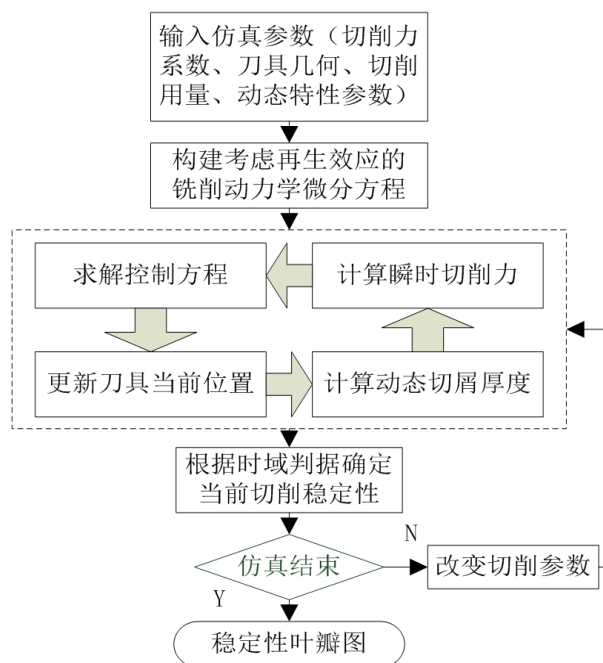 输入仿真参数（切削力
系数、刀具几何、切削
用量、动态特性参数）
构建考虑再生效应的
铣削动力学微分方程
求解控制方程
计算瞬时切削力
更新刀具当前位置
计算动态切屑厚度
根据时域判据确定
当前切削稳定性
仿真结束
N
改变切削参数
Y
稳定性叶瓣图